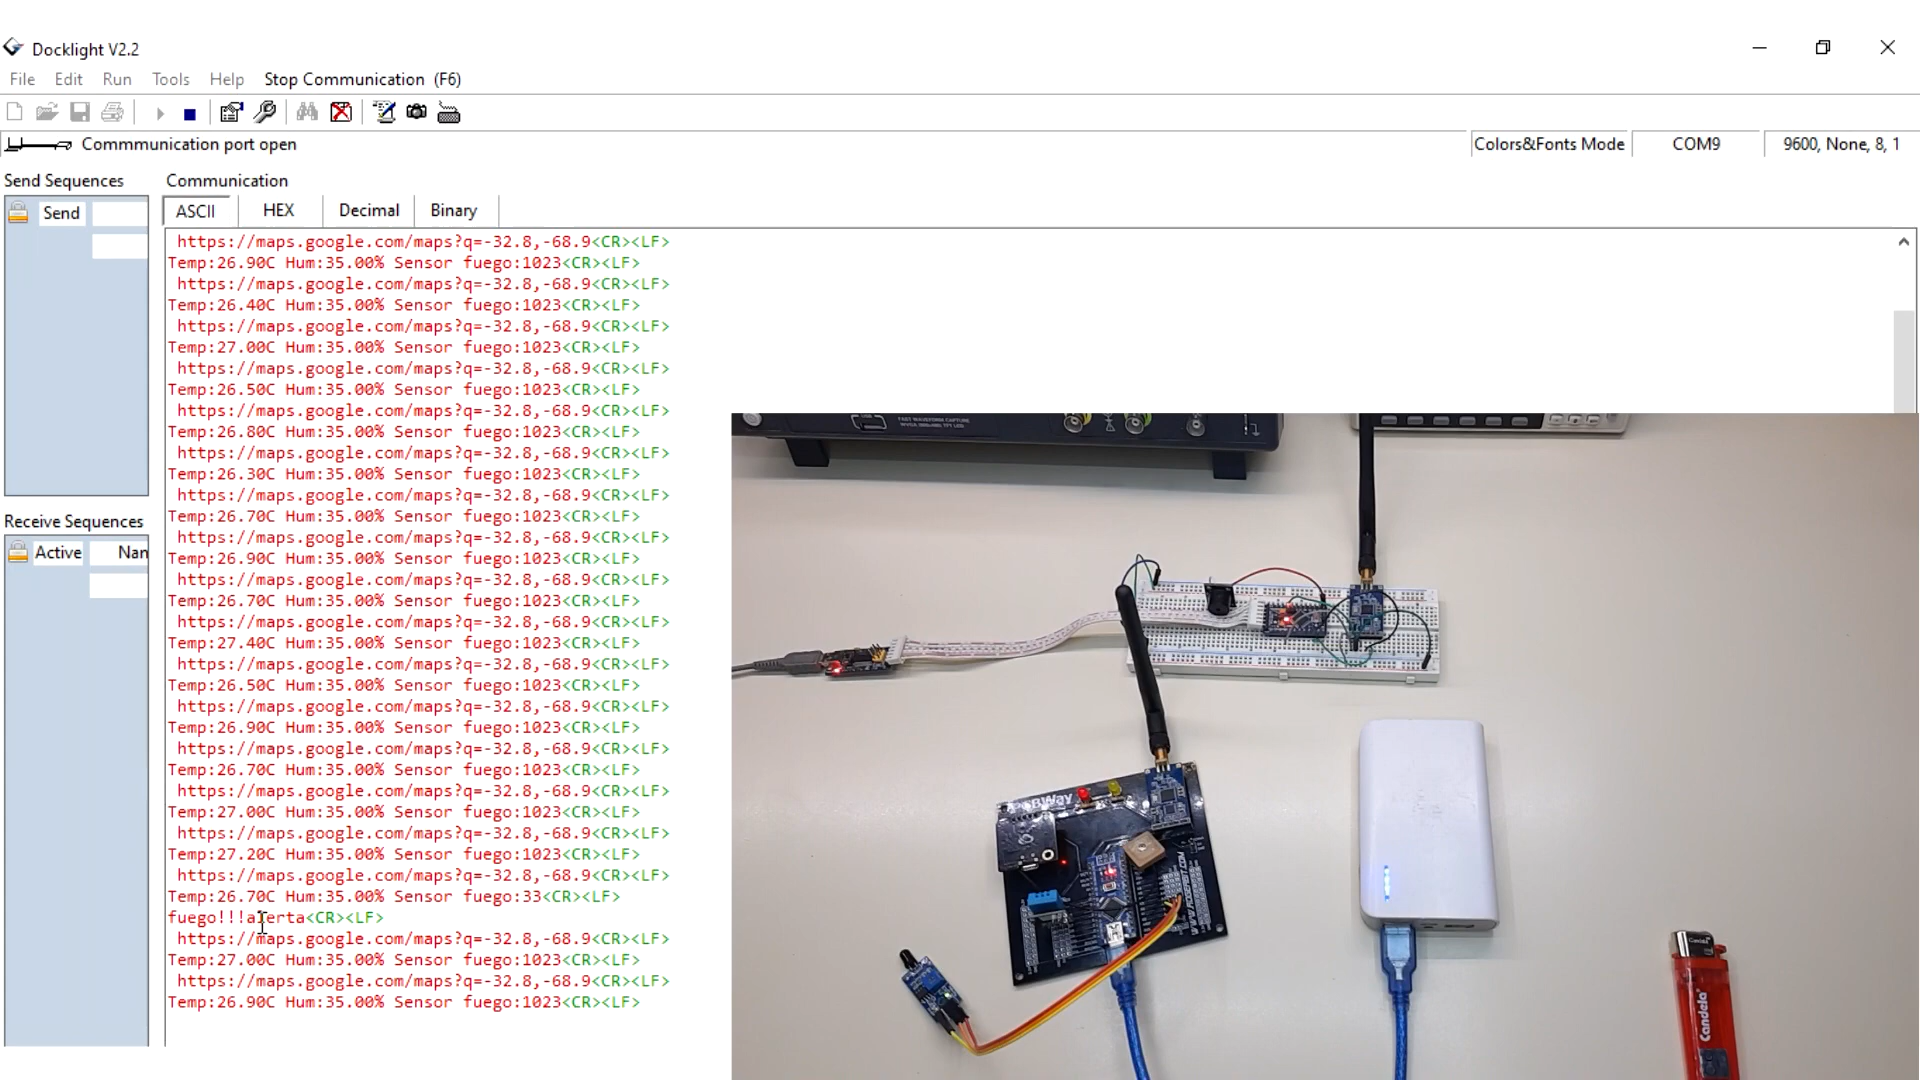 Docklight V2.2
File Edit Run Tools Help Stop Communication (F6)
Commmunication port open
Colors&Fonts Mode COM9 9600, None, 8, 1
Send Sequences
Send
Receive Sequences
Active Nan
Communication
ASCII HEX Decimal Binary
https://maps.google.com/maps?q=-32.8,-68.9<CR><LF>
Temp:26.90C Hum:35.00% Sensor fuego:1023<CR><LF>
https://maps.google.com/maps?q=-32.8,-68.9<CR><LF>
Temp:26.40C Hum:35.00% Sensor fuego:1023<CR><LF>
https://maps.google.com/maps?q=-32.8,-68.9<CR><LF>
Temp:27.00C Hum:35.00% Sensor fuego:1023<CR><LF>
https://maps.google.com/maps?q=-32.8,-68.9<CR><LF>
Temp:26.50C Hum:35.00% Sensor fuego:1023<CR><LF>
https://maps.google.com/maps?q=-32.8,-68.9<CR><LF>
Temp:26.80C Hum:35.00% Sensor fuego:1023<CR><LF>
https://maps.google.com/maps?q=-32.8,-68.9<CR><LF>
Temp:26.30C Hum:35.00% Sensor fuego:1023<CR><LF>
https://maps.google.com/maps?q=-32.8,-68.9<CR><LF>
Temp:26.70C Hum:35.00% Sensor fuego:1023<CR><LF>
https://maps.google.com/maps?q=-32.8,-68.9<CR><LF>
Temp:26.90C Hum:35.00% Sensor fuego:1023<CR><LF>
https://maps.google.com/maps?q=-32.8,-68.9<CR><LF>
Temp:26.70C Hum:35.00% Sensor fuego:1023<CR><LF>
https://maps.google.com/maps?q=-32.8,-68.9<CR><LF>
Temp:27.40C Hum:35.00% Sensor fuego:1023<CR><LF>
https://maps.google.com/maps?q=-32.8,-68.9<CR><LF>
Temp:26.50C Hum:35.00% Sensor fuego:1023<CR><LF>
https://maps.google.com/maps?q=-32.8,-68.9<CR><LF>
Temp:26.90C Hum:35.00% Sensor fuego:1023<CR><LF>
https://maps.google.com/maps?q=-32.8,-68.9<CR><LF>
Temp:26.70C Hum:35.00% Sensor fuego:1023<CR><LF>
https://maps.google.com/maps?q=-32.8,-68.9<CR><LF>
Temp:27.00C Hum:35.00% Sensor fuego:1023<CR><LF>
https://maps.google.com/maps?q=-32.8,-68.9<CR><LF>
Temp:27.20C Hum:35.00% Sensor fuego:1023<CR><LF>
https://maps.google.com/maps?q=-32.8,-68.9<CR><LF>
Temp:26.70C Hum:35.00% Sensor fuego:33<CR><LF>
fuego!!!alerta<CR><LF>
https://maps.google.com/maps?q=-32.8,-68.9<CR><LF>
Temp:27.00C Hum:35.00% Sensor fuego:1023<CR><LF>
https://maps.google.com/maps?q=-32.8,-68.9<CR><LF>
Temp:26.90C Hum:35.00% Sensor fuego:1023<CR><LF>
Candela